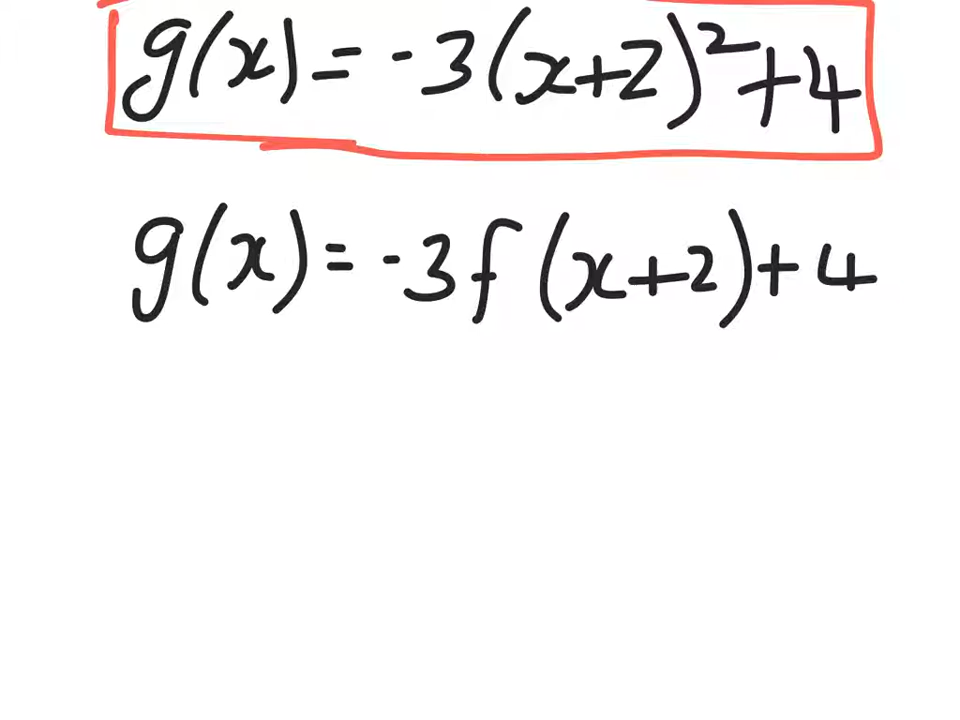 g(x) = -3(x+2)²+4
g(x) = -3f(x+2)+4